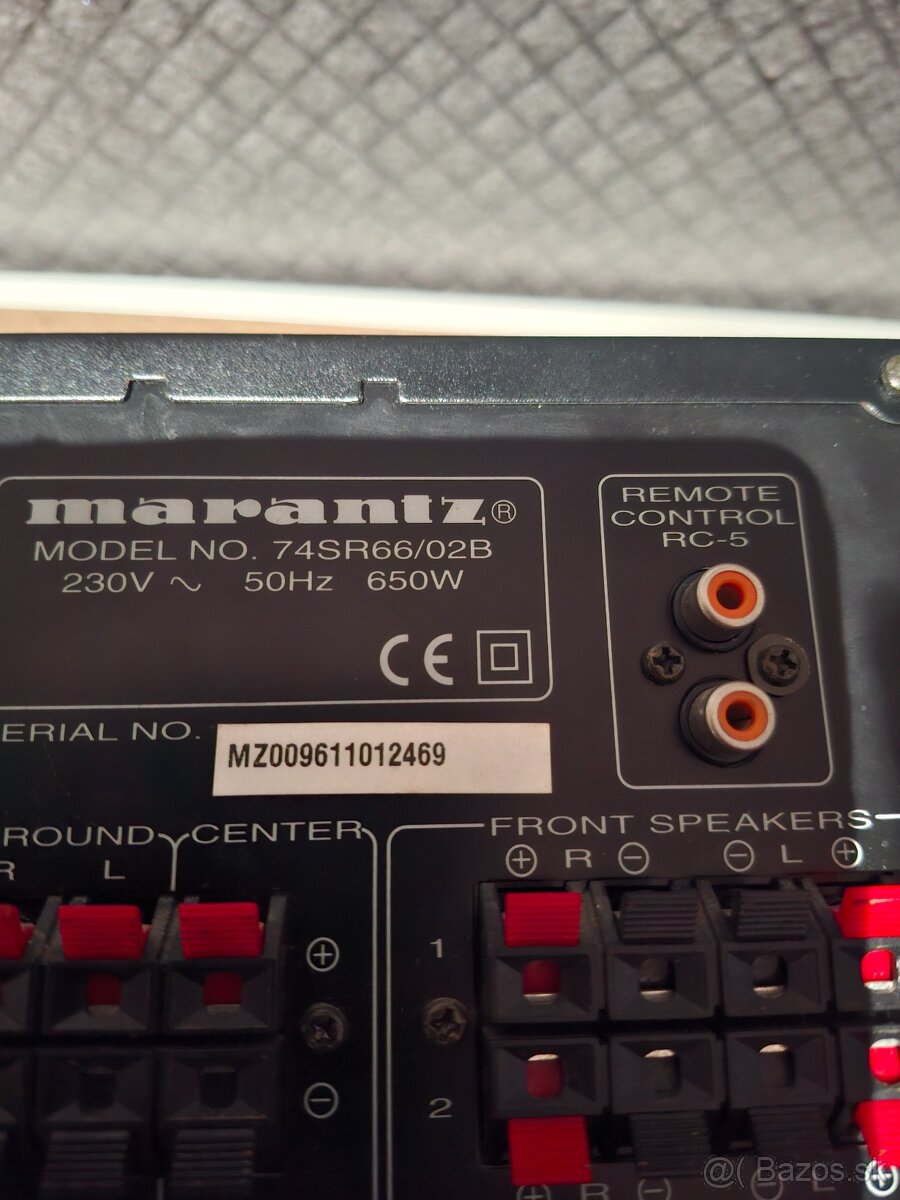 marantz®
MODEL NO. 74SR66/02B
230V ~ 50Hz 650W
CE
REMOTE
CONTROL
RC-5
ERIAL NO.
MZ009611012469
ROUND CENTER
R L
FRONT SPEAKERS
+ R - - L +
1
+
2
-
+ R - - L +
@( Bazos.sk